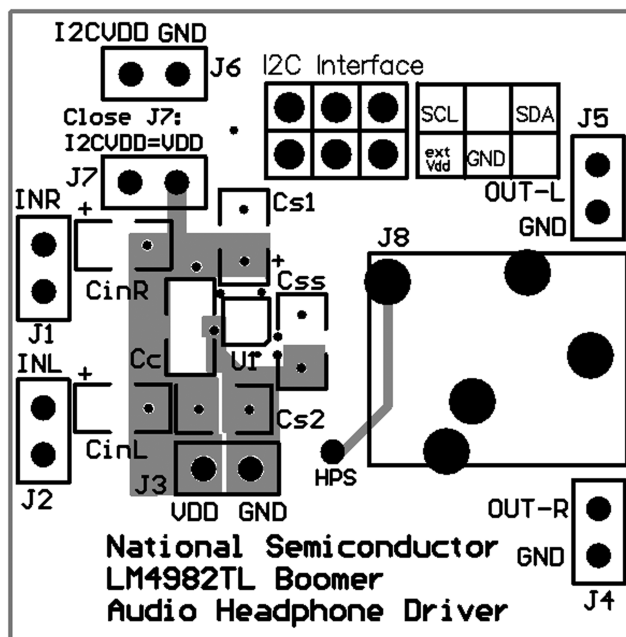 I2CVDD GND
J6
I2C Interface
Close J7:
I2CVDD=VDD
SCL
SDA
ext
Vdd
GND
J5
J7
OUT-L
GND
INR
+
Cs1
J8
+
Css
CinR
J1
INL
Cc
U1
+
Cs2
CinL
HPS
J2
J3
VDD GND
OUT-R
GND
J4
National Semiconductor
LM4982TL Boomer
Audio Headphone Driver